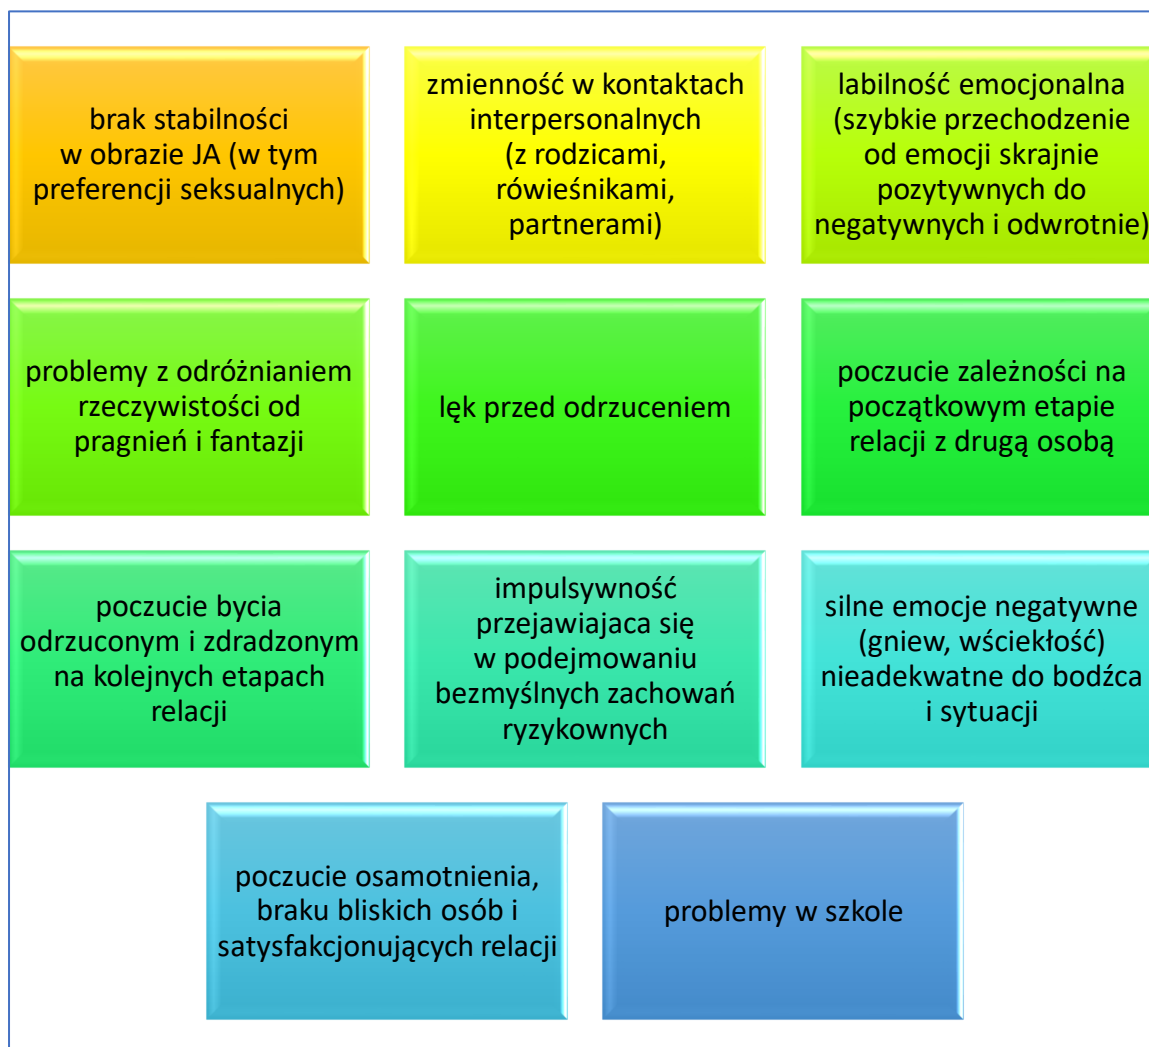 brak stabilności
w obrazie JA (w tym
preferencji seksualnych)
zmienność w kontaktach
interpersonalnych
(z rodzicami,
rówieśnikami,
partnerami)
labilność emocjonalna
(szybkie przechodzenie
od emocji skrajnie
pozytywnych do
negatywnych i odwrotnie)
problemy z odróżnianiem
rzeczywistości od
pragnień i fantazji
lęk przed odrzuceniem
poczucie zależności na
początkowym etapie
relacji z drugą osobą
poczucie bycia
odrzuconym i zdradzonym
na kolejnych etapach
relacji
impulsywność
przejawiajaca się
w podejmowaniu
bezmyślnych zachowań
ryzykownych
silne emocje negatywne
(gniew, wściekłość)
nieadekwatne do bodźca
i sytuacji
poczucie osamotnienia,
braku bliskich osób i
satysfakcjonujących relacji
problemy w szkole